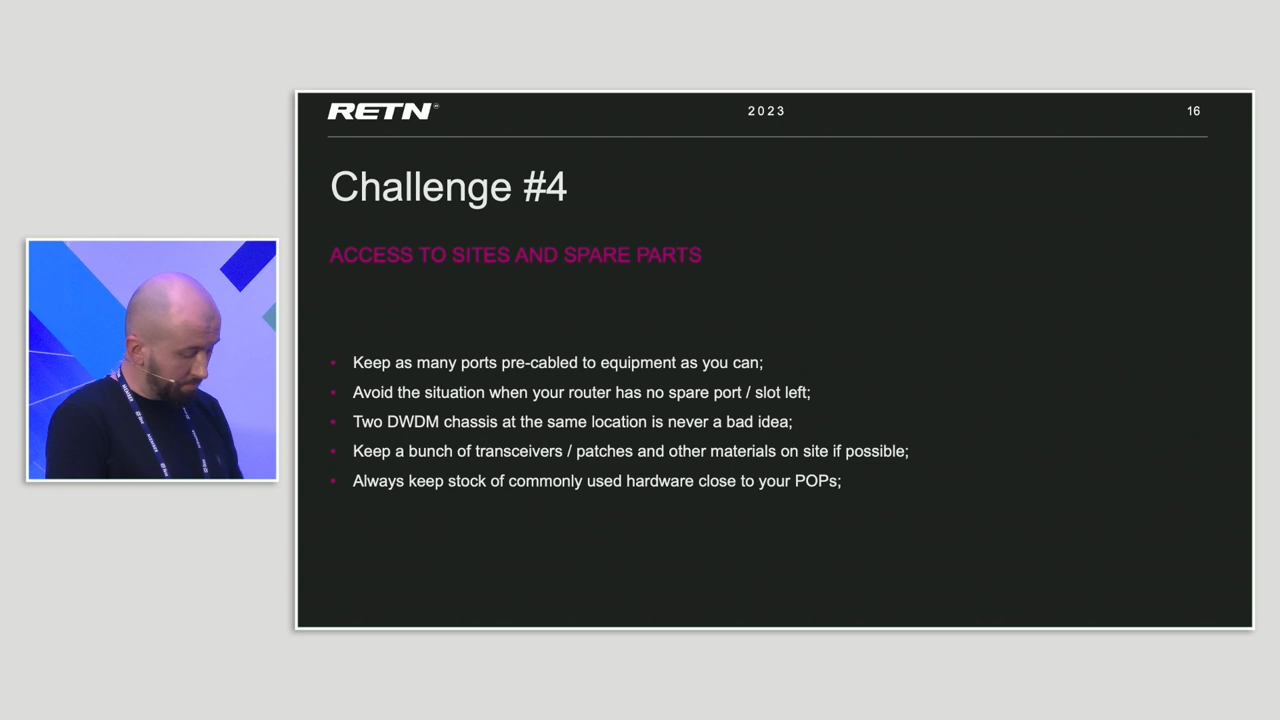 RETN
2023
16
Challenge #4
ACCESS TO SITES AND SPARE PARTS
• Keep as many ports pre-cabled to equipment as you can;
• Avoid the situation when your router has no spare port / slot left;
• Two DWDM chassis at the same location is never a bad idea;
• Keep a bunch of transceivers / patches and other materials on site if possible;
• Always keep stock of commonly used hardware close to your POPs;